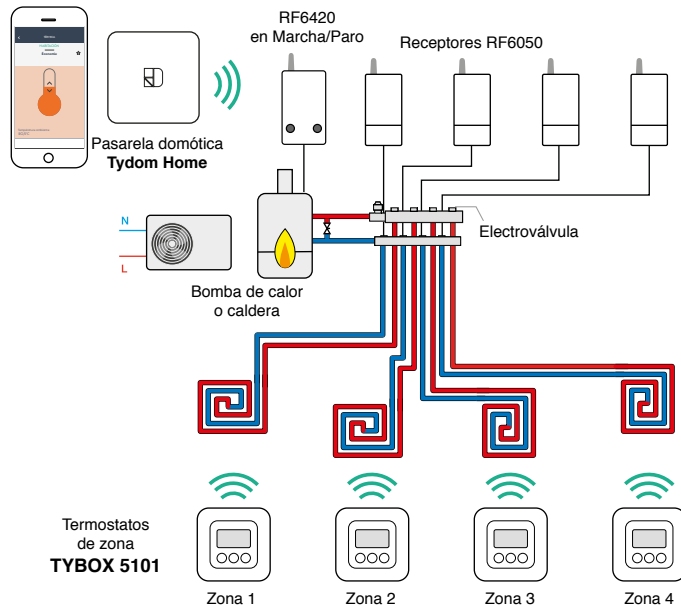 RF6420
en Marcha/Paro
Receptores RF6050
Pasarela domótica
Tydom Home
N
L
Electroválvula
Bomba de calor
o caldera
Termostatos
de zona
TYBOX 5101
Zona 1
Zona 2
Zona 3
Zona 4